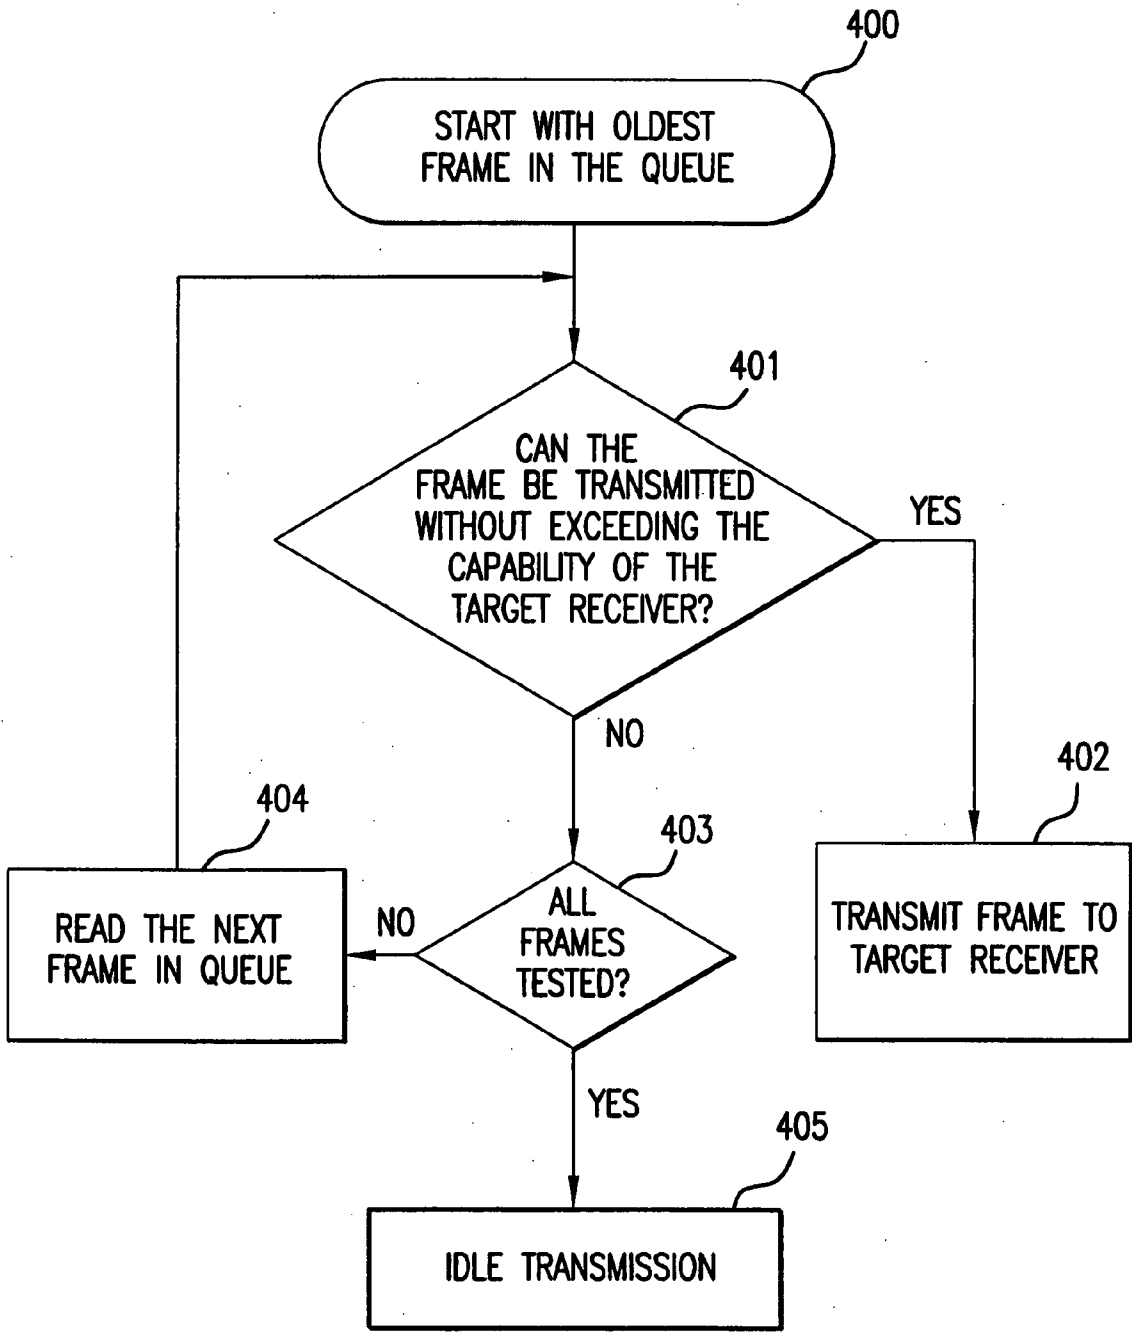 400
START WITH OLDEST
FRAME IN THE QUEUE
401
CAN THE
FRAME BE TRANSMITTED
WITHOUT EXCEEDING THE
CAPABILITY OF THE
TARGET RECEIVER?
YES
NO
402
TRANSMIT FRAME TO
TARGET RECEIVER
403
ALL
FRAMES
TESTED?
NO
404
READ THE NEXT
FRAME IN QUEUE
YES
405
IDLE TRANSMISSION